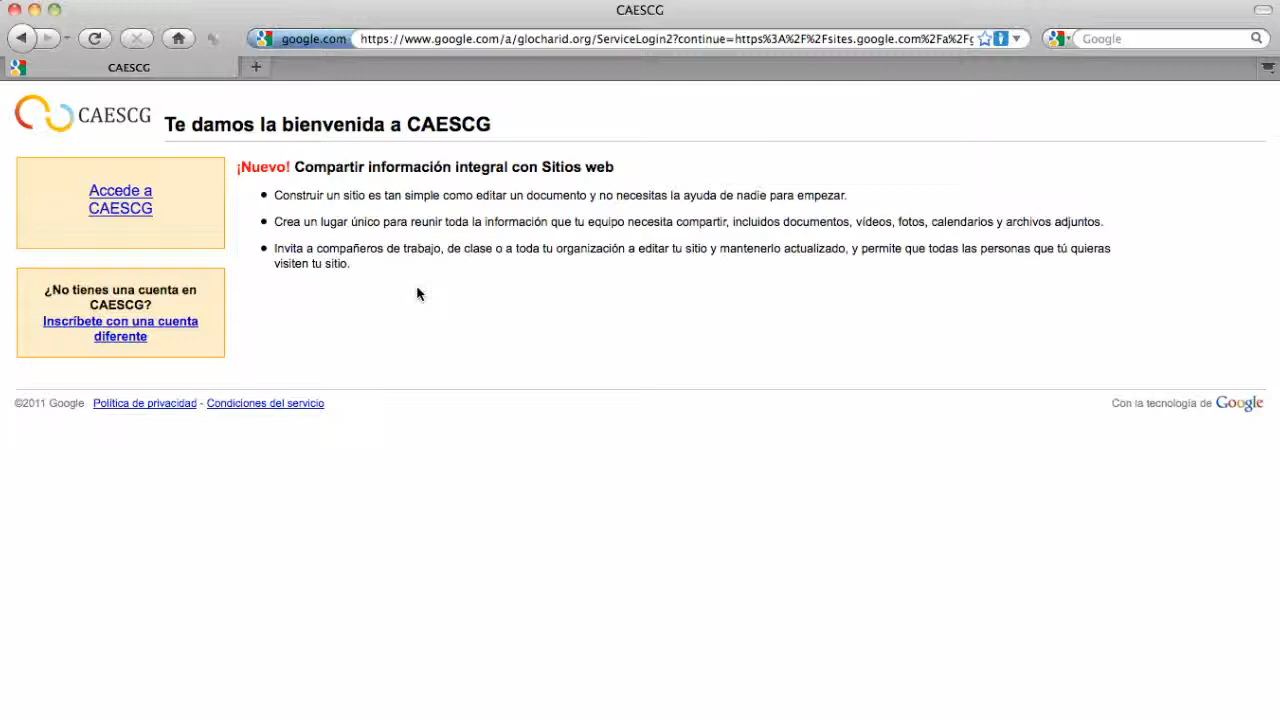 CAESCG
google.com https://www.google.com/a/glocharid.org/ServiceLogin2?continue=https%3A%2F%2Fsites.google.com%2Fa%2Fg
Google
CAESCG
CAESCG
Te damos la bienvenida a CAESCG
Accede a
CAESCG
¿No tienes una cuenta en
CAESCG?
Inscríbete con una cuenta
diferente
¡Nuevo! Compartir información integral con Sitios web
Construir un sitio es tan simple como editar un documento y no necesitas la ayuda de nadie para empezar.
Crea un lugar único para reunir toda la información que tu equipo necesita compartir, incluidos documentos, vídeos, fotos, calendarios y archivos adjuntos.
Invita a compañeros de trabajo, de clase o a toda tu organización a editar tu sitio y mantenerlo actualizado, y permite que todas las personas que tú quieras
visiten tu sitio.
©2011 Google Política de privacidad - Condiciones del servicio
Con la tecnología de Google